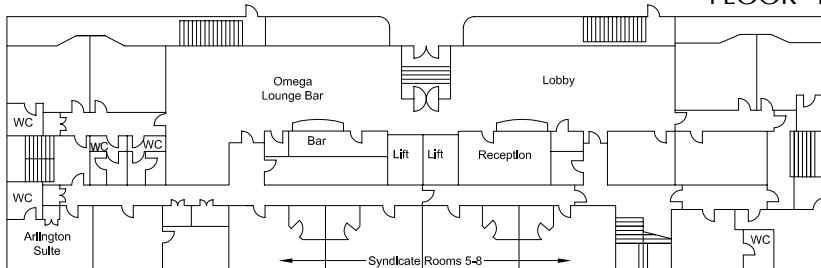 FLOOR
Omega
Lounge Bar
Lobby
WC
WC
WC
Bar
Lift
Lift
Reception
WC
Arlington
Suite
Syndicate Rooms 5-8
WC